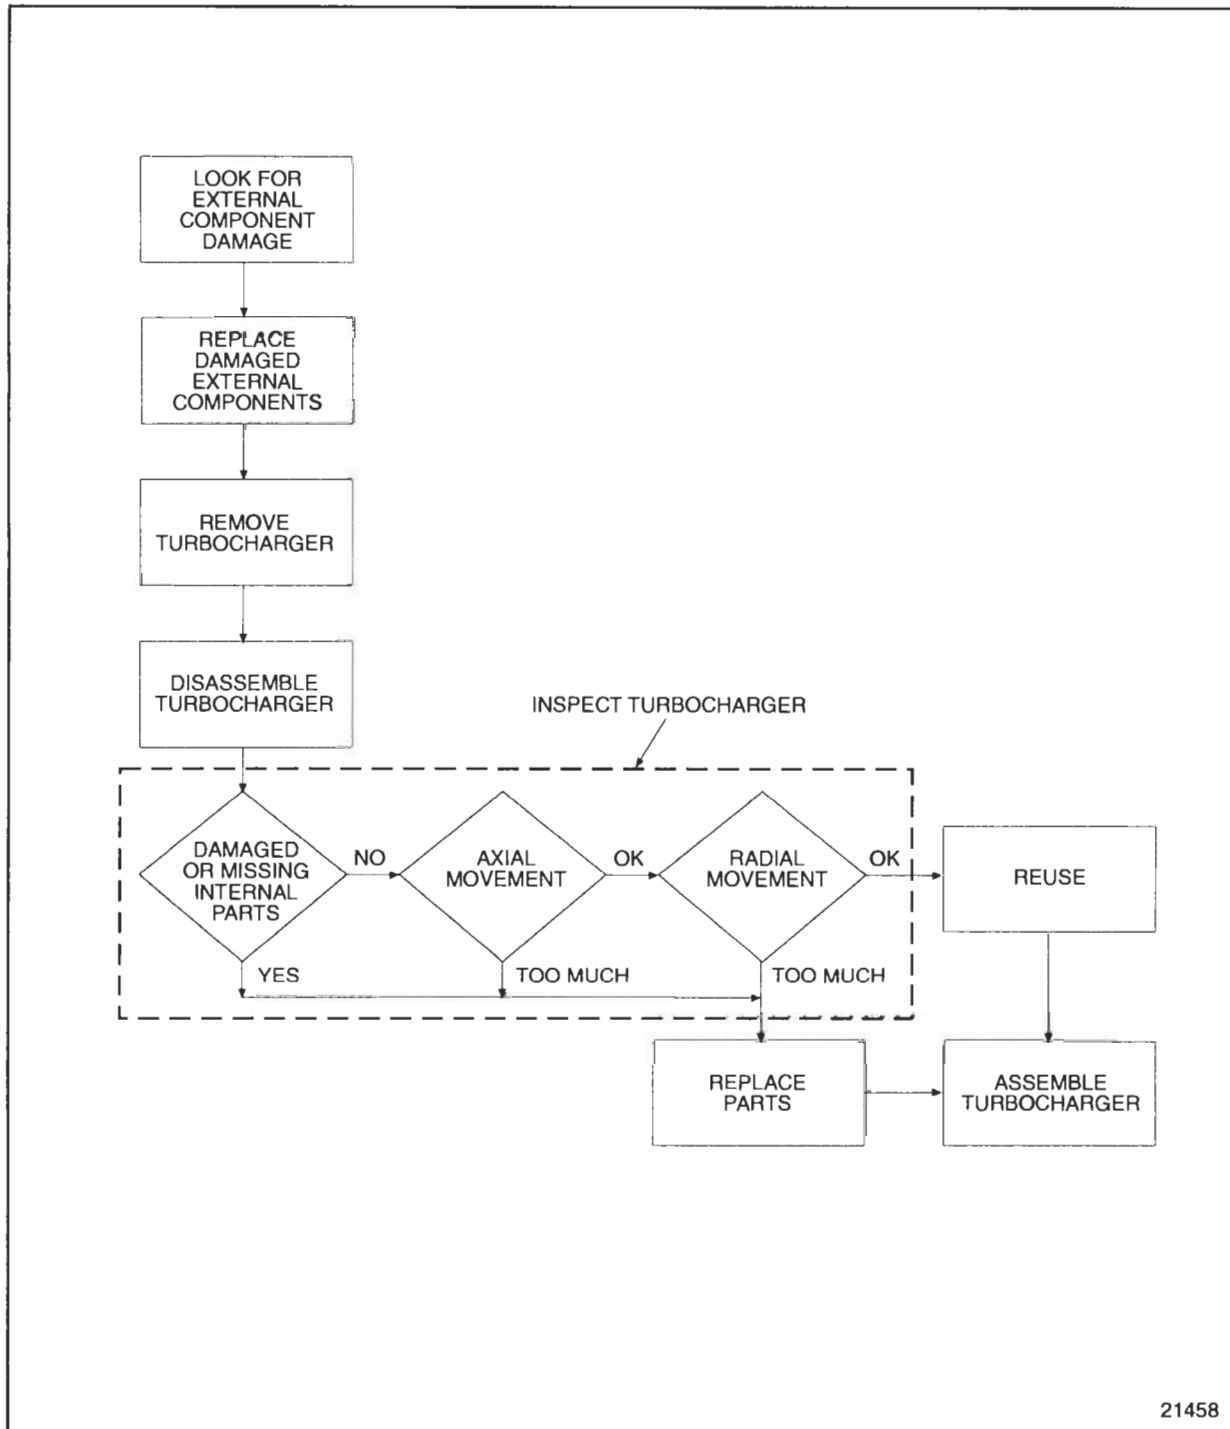 LOOK FOR
EXTERNAL
COMPONENT
DAMAGE
REPLACE
DAMAGED
EXTERNAL
COMPONENTS
REMOVE
TURBOCHARGER
DISASSEMBLE
TURBOCHARGER
INSPECT TURBOCHARGER
DAMAGED
OR MISSING
INTERNAL
PARTS
NO
AXIAL
MOVEMENT
OK
RADIAL
MOVEMENT
OK
REUSE
YES
TOO MUCH
TOO MUCH
REPLACE
PARTS
ASSEMBLE
TURBOCHARGER
21458